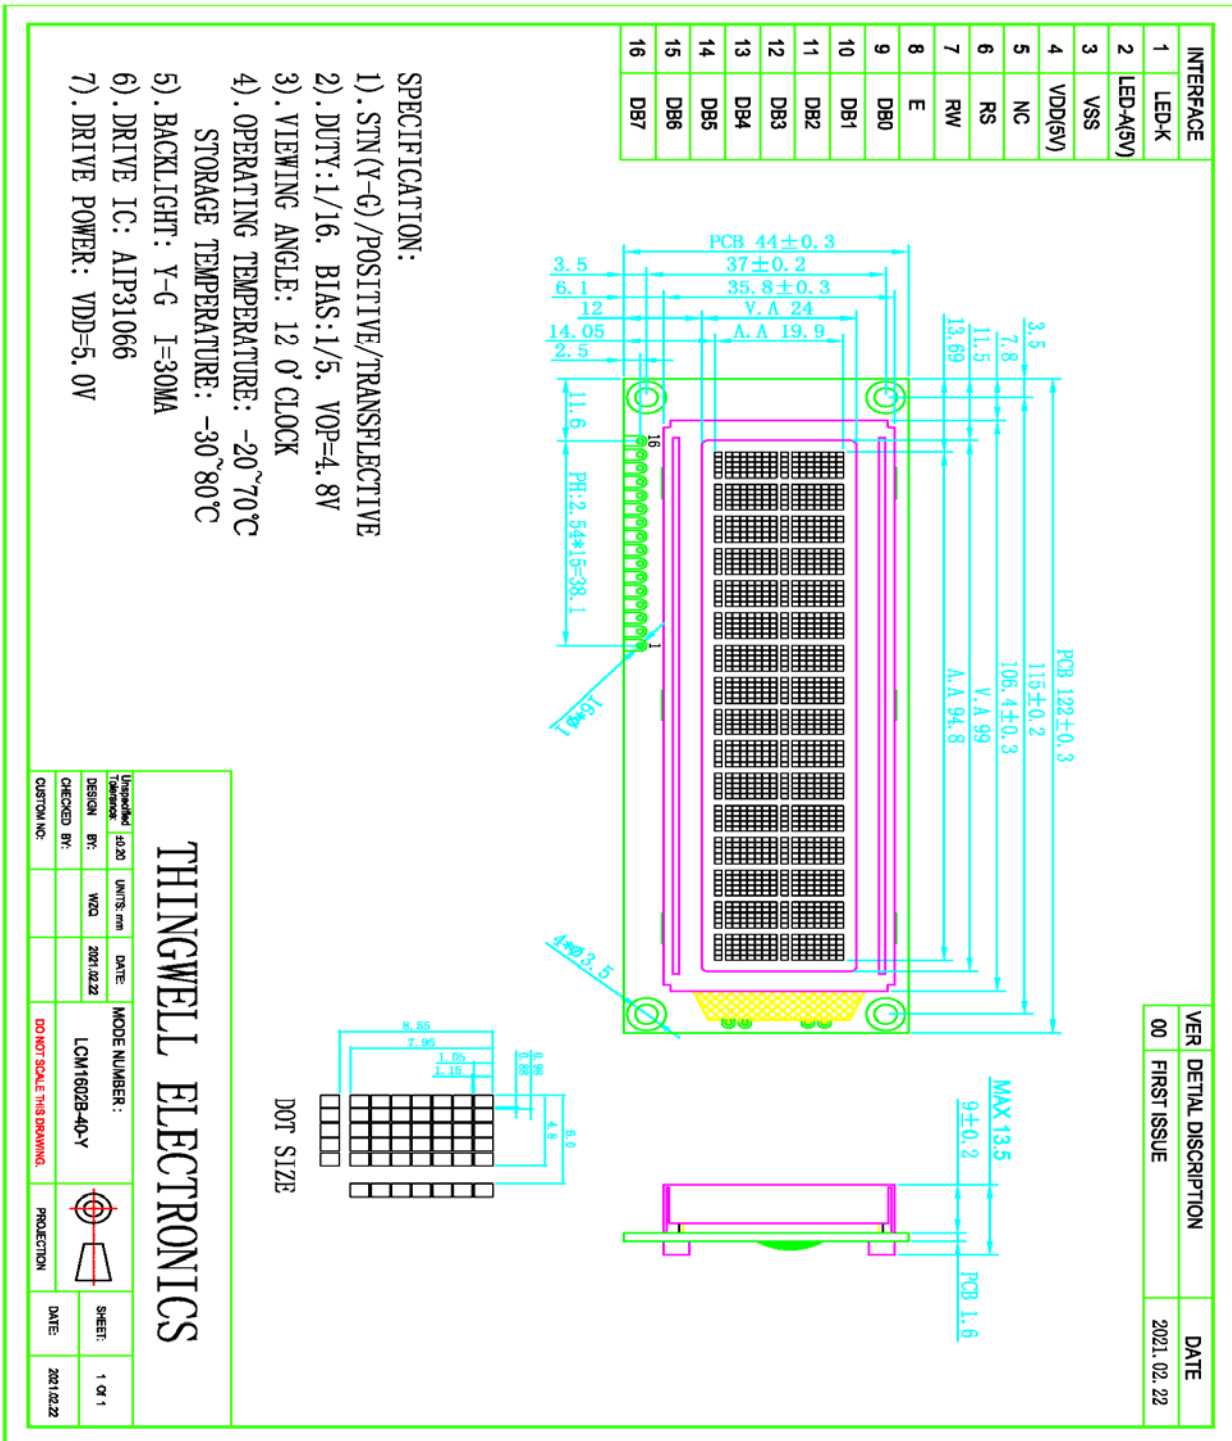 INTERFACE
1 LED-K
2 LED-A(5V)
3 VSS
4 VDD(5V)
5 NC
6 RS
7 RW
8 E
9 DB0
10 DB1
11 DB2
12 DB3
13 DB4
14 DB5
15 DB6
16 DB7
VER DETIAL DISCRIPTION DATE
00 FIRST ISSUE 2021.02.22
PCB 122±0.3
3.5 115±0.2
7.8 106.4±0.3
11.5 V.A 99
13.69 A.A 94.8
PCB 44±0.3
3.5 37±0.2
6.1 35.8±0.3
12 V.A 24
14.05 A.A 19.9
2.5
11.6
PH:2.54*15=38.1
16
1
16*Ø1
4*Ø3.5
MAX 13.5
9±0.2
PCB 1.6
8.55
7.95
1.05
1.15
0.98
0.88
4.8
6.0
DOT SIZE
SPECIFICATION:
1).STN(Y-G)/POSITIVE/TRANSFLECTIVE
2).DUTY:1/16. BIAS:1/5. VOP=4.8V
3).VIEWING ANGLE: 12 O'CLOCK
4).OPERATING TEMPERATURE: -20~70℃
STORAGE TEMPERATURE: -30~80℃
5).BACKLIGHT: Y-G I=30MA
6).DRIVE IC: AIP31066
7).DRIVE POWER: VDD=5.0V
THINGWELL ELECTRONICS
Unspecified Tolerance: ±0.20 UNITS: mm DATE:
DESIGN BY: WZQ 2021.02.22
CHECKED BY:
CUSTOM NO:
MODE NUMBER :
LCM1602B-40-Y
DO NOT SCALE THIS DRAWING.
PROJECTION
SHEET: 1 Of 1
DATE: 2021.02.22